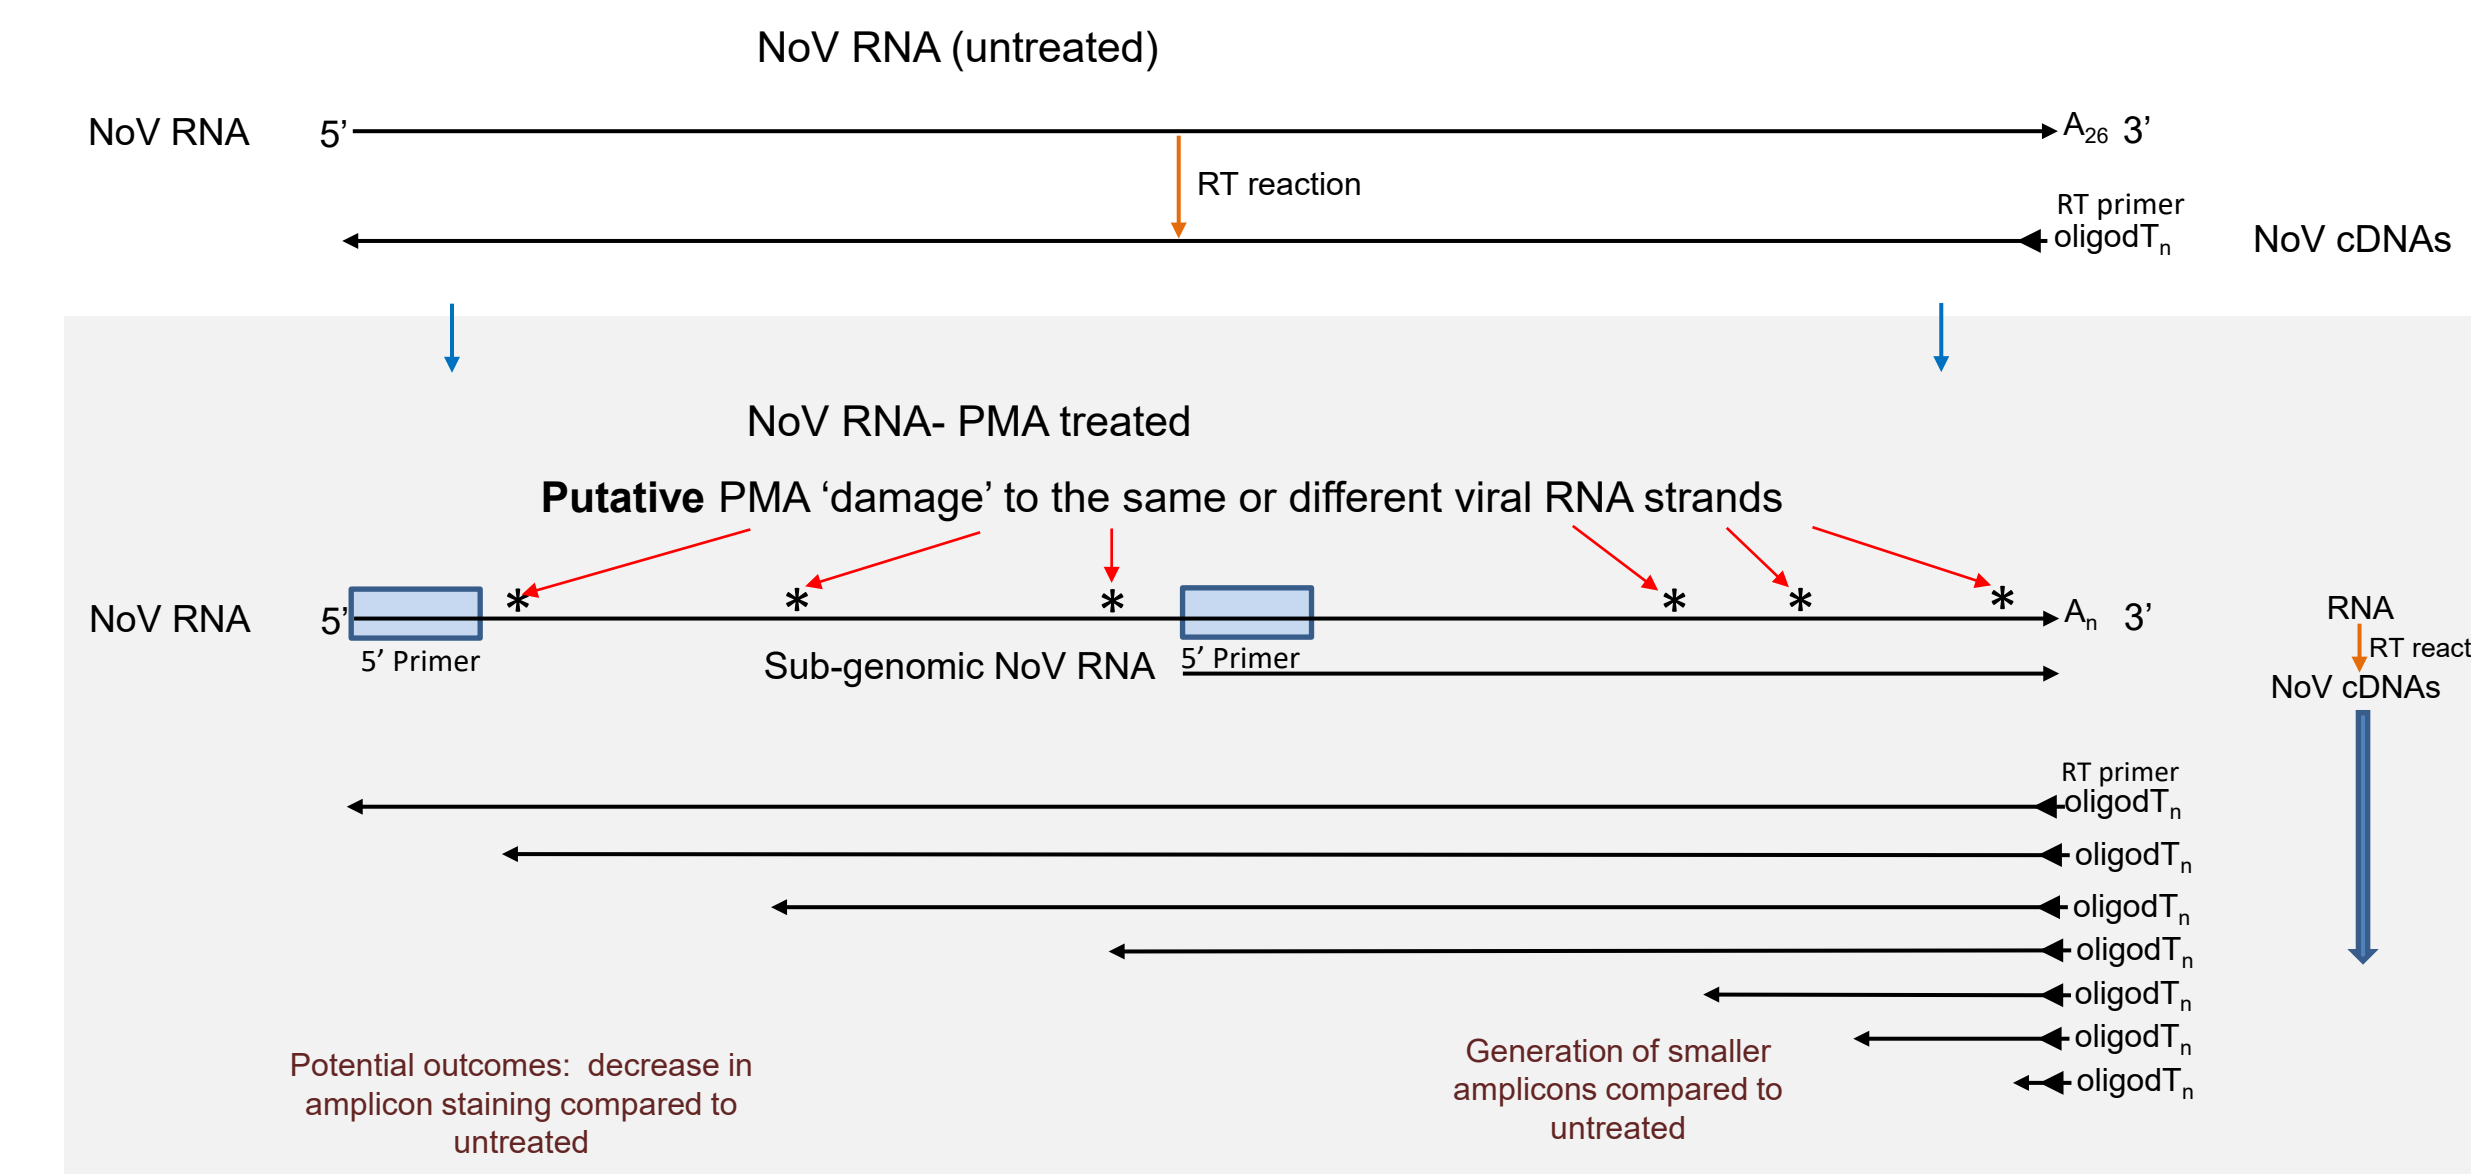 NoV RNA (untreated)
NoV RNA 5’ A26 3’
RT reaction
RT primer
oligodTn
NoV cDNAs
NoV RNA- PMA treated
Putative PMA ‘damage’ to the same or different viral RNA strands
* * * * * *
NoV RNA 5’ An 3’
5’ Primer
Sub-genomic NoV RNA
5’ Primer
RNA
RT react
NoV cDNAs
RT primer
oligodTn
oligodTn
oligodTn
oligodTn
oligodTn
oligodTn
oligodTn
Potential outcomes: decrease in
amplicon staining compared to
untreated
Generation of smaller
amplicons compared to
untreated